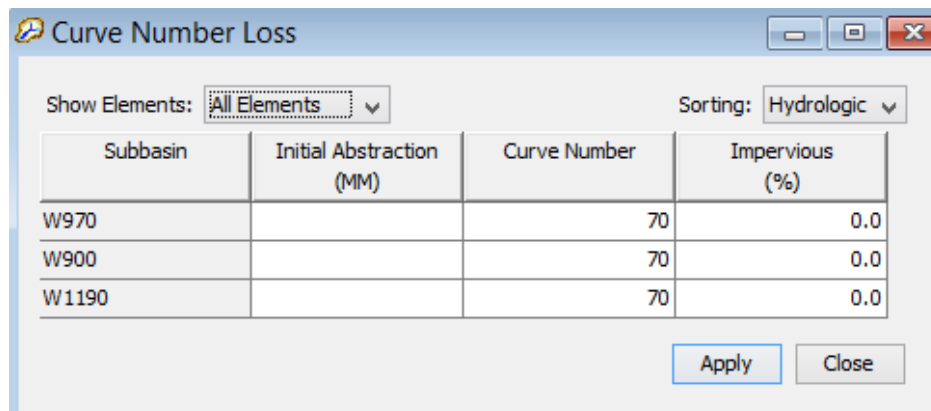 Curve Number Loss
Show Elements: All Elements Sorting: Hydrologic
Subbasin Initial Abstraction (MM) Curve Number Impervious (%)
W970 70 0.0
W900 70 0.0
W1190 70 0.0
Apply Close